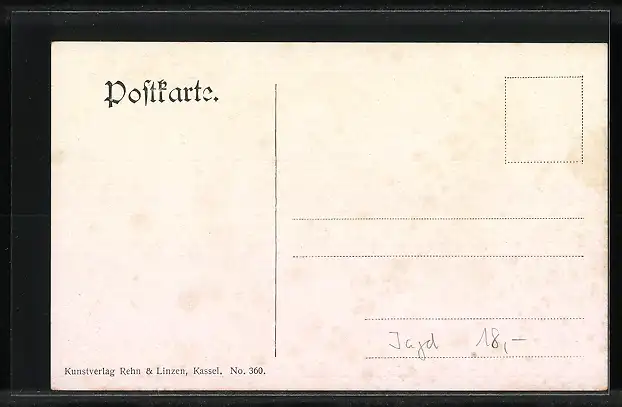 Postkarte.
Jagd 18,–
Kunstverlag Rehn & Linzen, Kassel. No. 360.